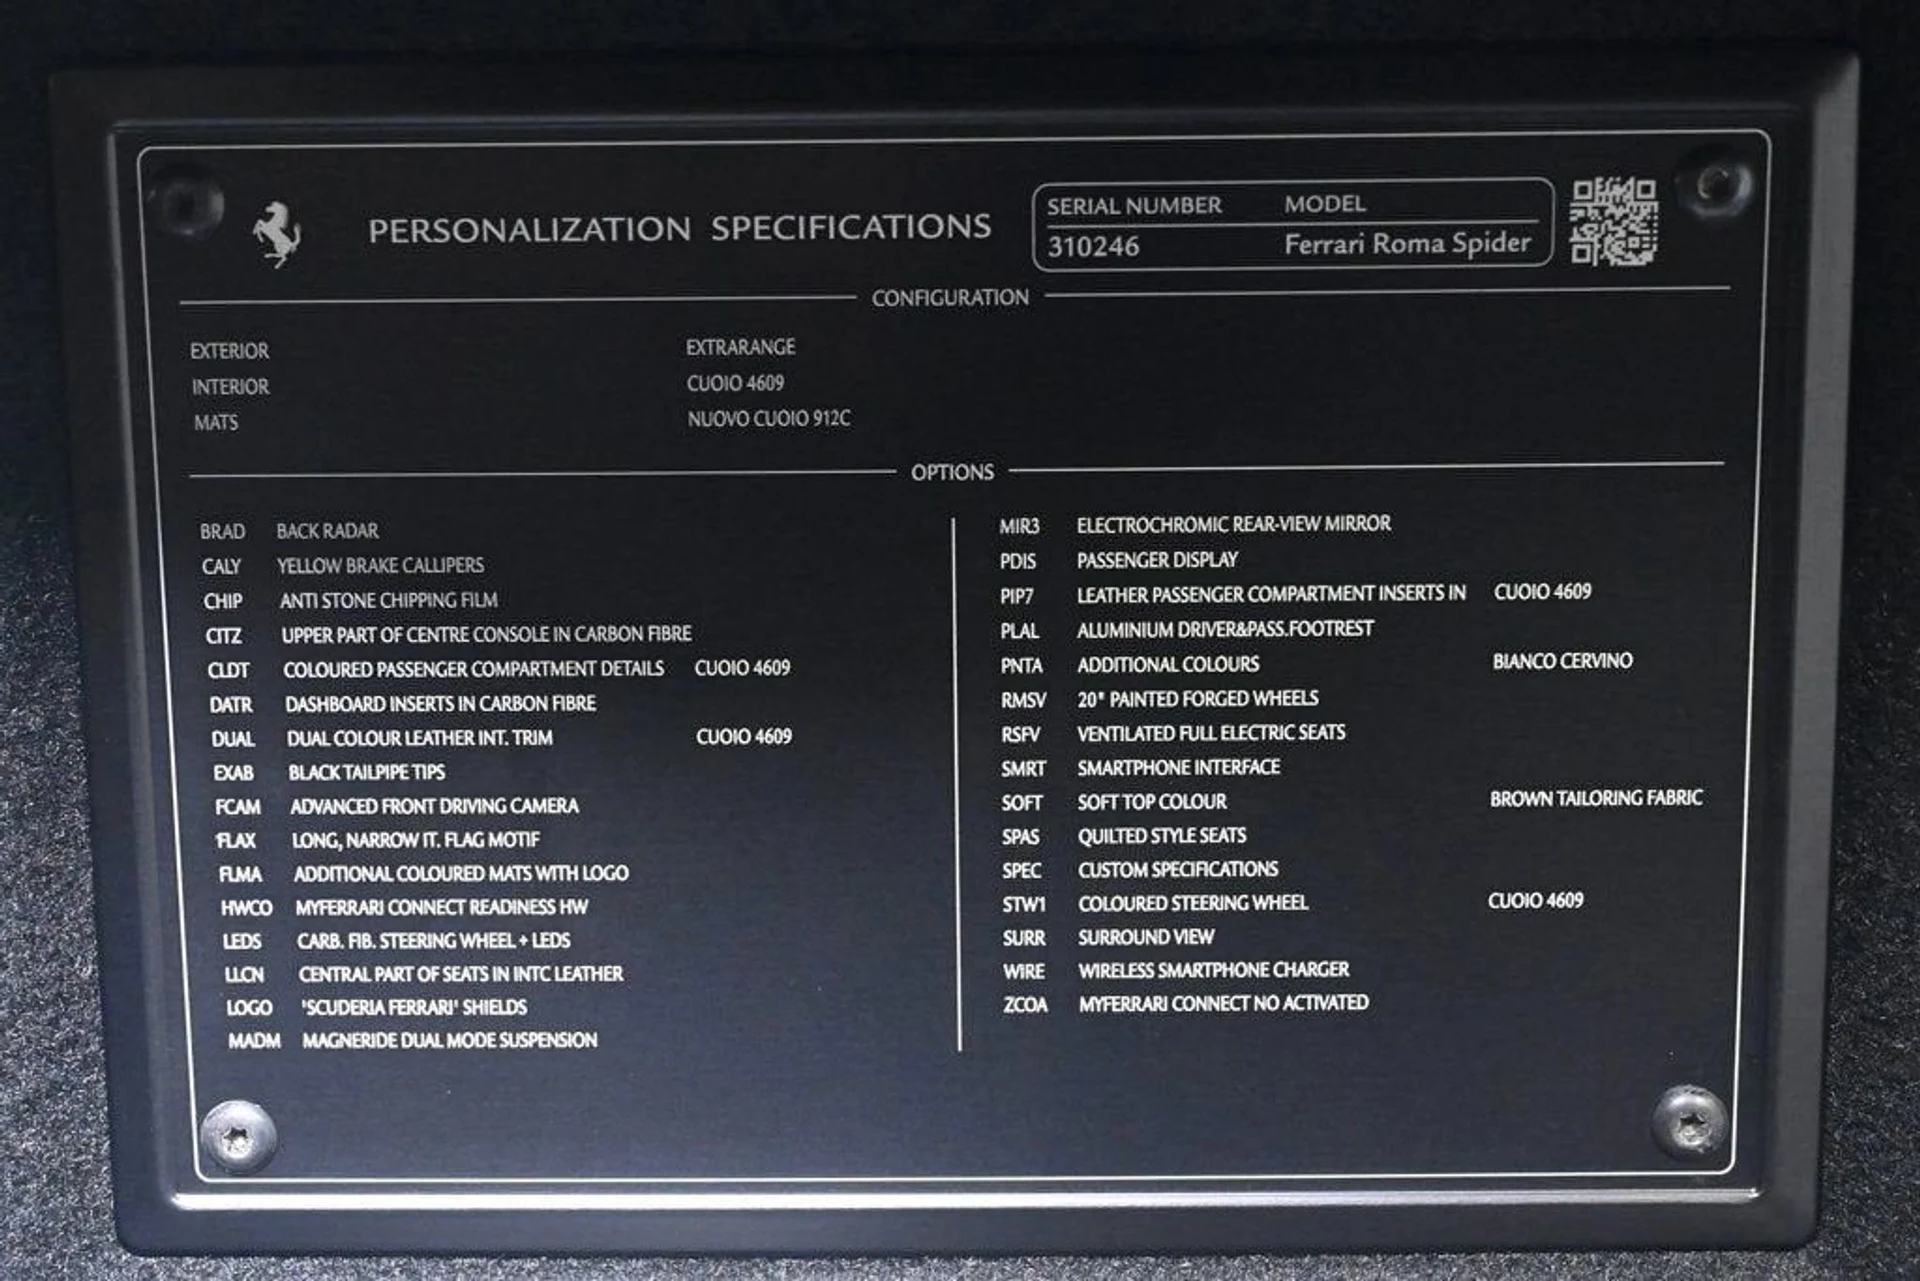 PERSONALIZATION SPECIFICATIONS
SERIAL NUMBER MODEL
310246 Ferrari Roma Spider
CONFIGURATION
EXTERIOR EXTRARANGE
INTERIOR CUOIO 4609
MATS NUOVO CUOIO 912C
OPTIONS
BRAD BACK RADAR
CALY YELLOW BRAKE CALLIPERS
CHIP ANTI STONE CHIPPING FILM
CITZ UPPER PART OF CENTRE CONSOLE IN CARBON FIBRE
CLDT COLOURED PASSENGER COMPARTMENT DETAILS CUOIO 4609
DATR DASHBOARD INSERTS IN CARBON FIBRE
DUAL DUAL COLOUR LEATHER INT. TRIM CUOIO 4609
EXAB BLACK TAILPIPE TIPS
FCAM ADVANCED FRONT DRIVING CAMERA
FLAX LONG, NARROW IT. FLAG MOTIF
FLMA ADDITIONAL COLOURED MATS WITH LOGO
HWCO MYFERRARI CONNECT READINESS HW
LEDS CARB. FIB. STEERING WHEEL + LEDS
LLCN CENTRAL PART OF SEATS IN INTC LEATHER
LOGO 'SCUDERIA FERRARI' SHIELDS
MADM MAGNERIDE DUAL MODE SUSPENSION
MIR3 ELECTROCHROMIC REAR-VIEW MIRROR
PDIS PASSENGER DISPLAY
PIP7 LEATHER PASSENGER COMPARTMENT INSERTS IN CUOIO 4609
PLAL ALUMINIUM DRIVER&PASS.FOOTREST
PNTA ADDITIONAL COLOURS BIANCO CERVINO
RMSV 20" PAINTED FORGED WHEELS
RSFV VENTILATED FULL ELECTRIC SEATS
SMRT SMARTPHONE INTERFACE
SOFT SOFT TOP COLOUR BROWN TAILORING FABRIC
SPAS QUILTED STYLE SEATS
SPEC CUSTOM SPECIFICATIONS
STW1 COLOURED STEERING WHEEL CUOIO 4609
SURR SURROUND VIEW
WIRE WIRELESS SMARTPHONE CHARGER
ZCOA MYFERRARI CONNECT NO ACTIVATED